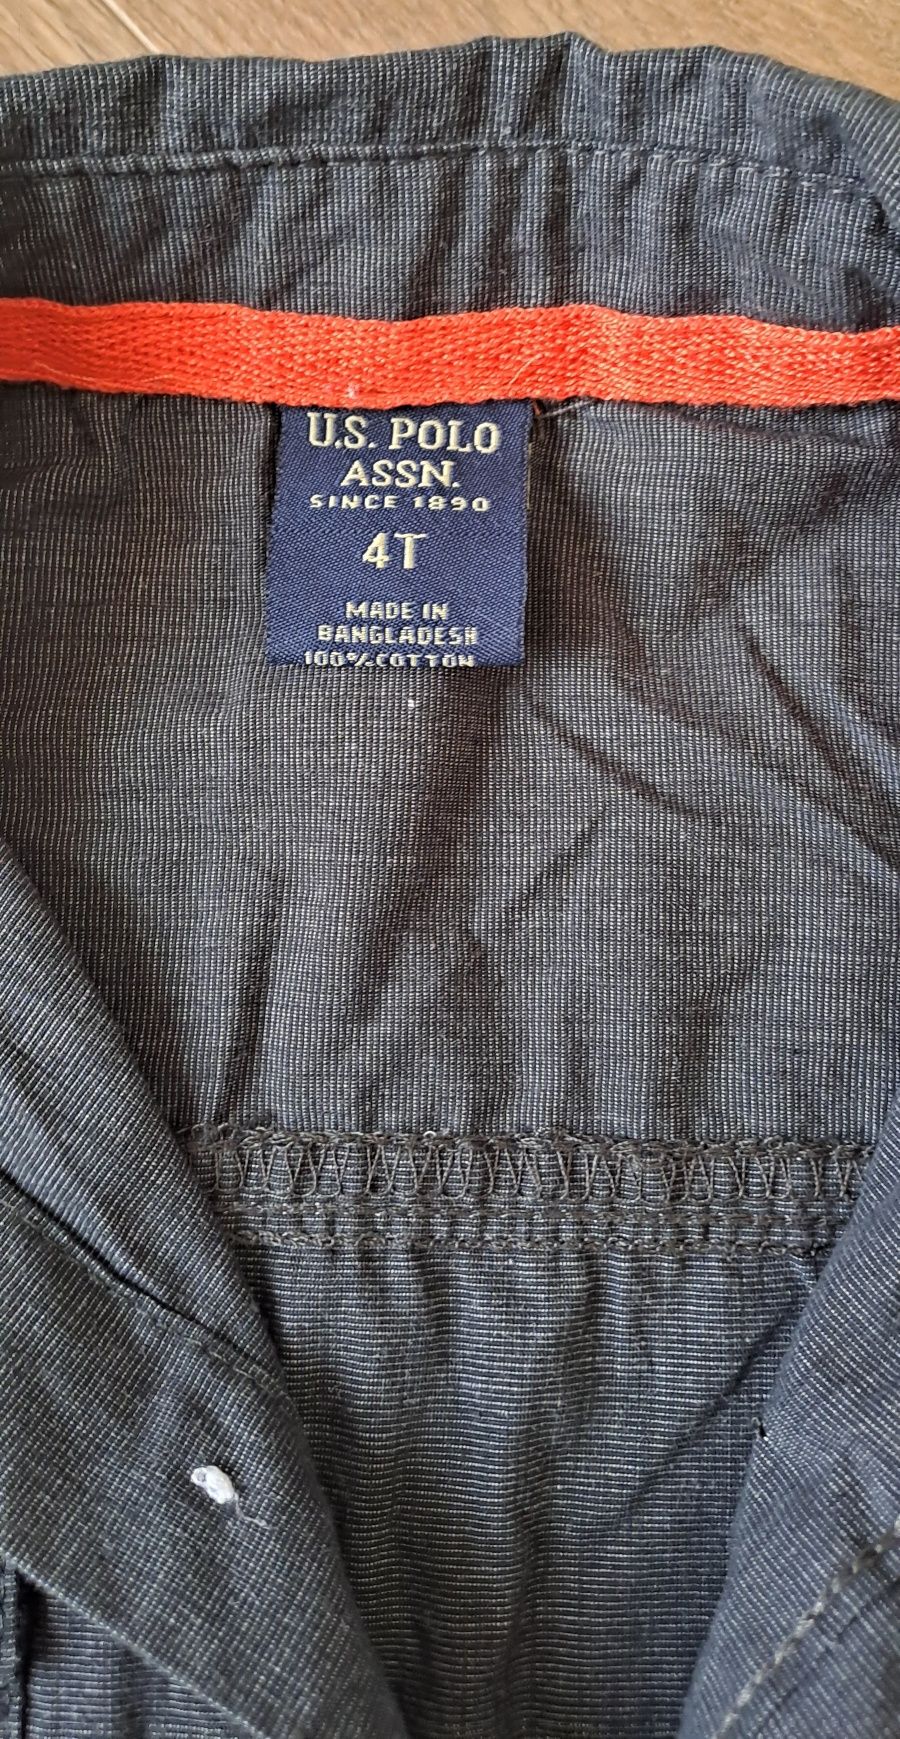 U.S. POLO
ASSN.
SINCE 1890
4T
MADE IN
BANGLADESH
100% COTTON